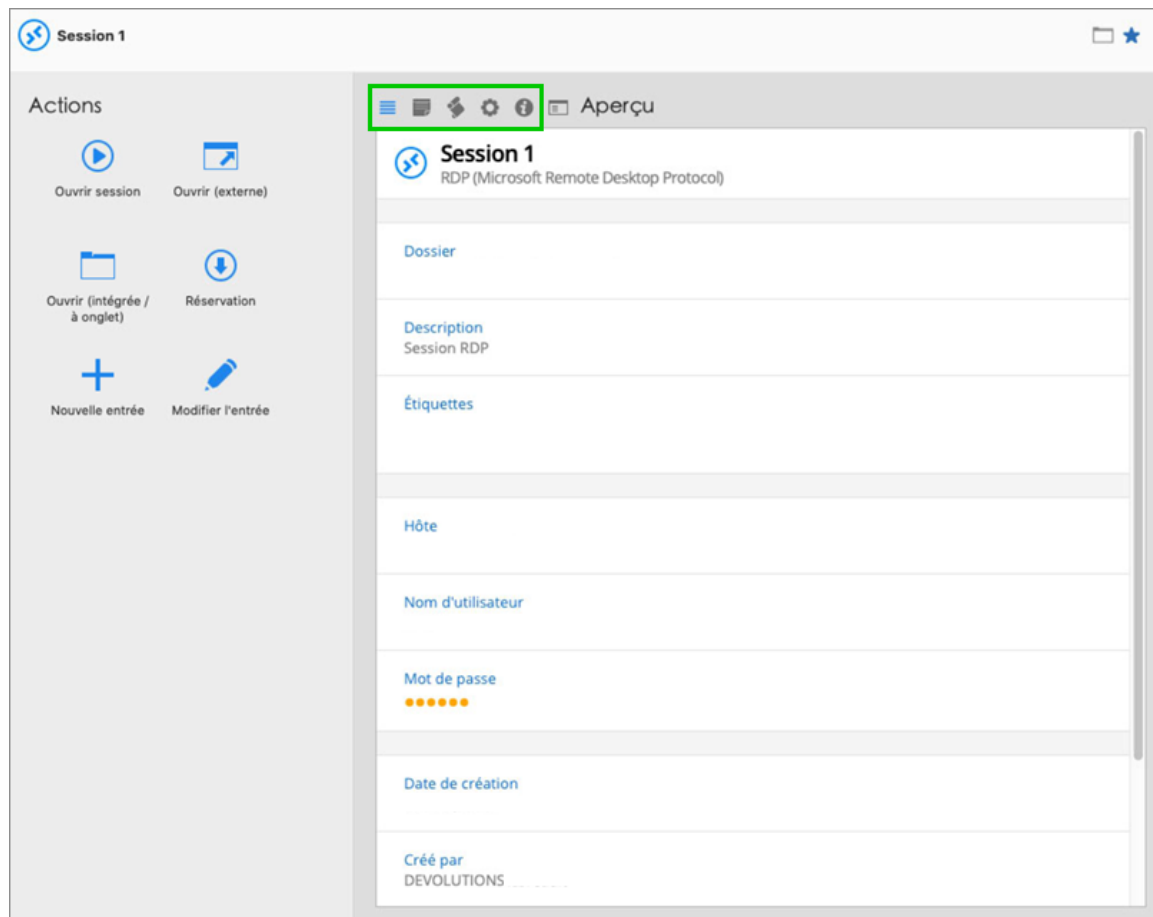 Session 1
Actions
Ouvrir session
Ouvrir (externe)
Ouvrir (intégrée /
à onglet)
Réservation
Nouvelle entrée
Modifier l'entrée
Aperçu
Session 1
RDP (Microsoft Remote Desktop Protocol)
Dossier
Description
Session RDP
Étiquettes
Hôte
Nom d'utilisateur
Mot de passe
Date de création
Créé par
DEVOLUTIONS